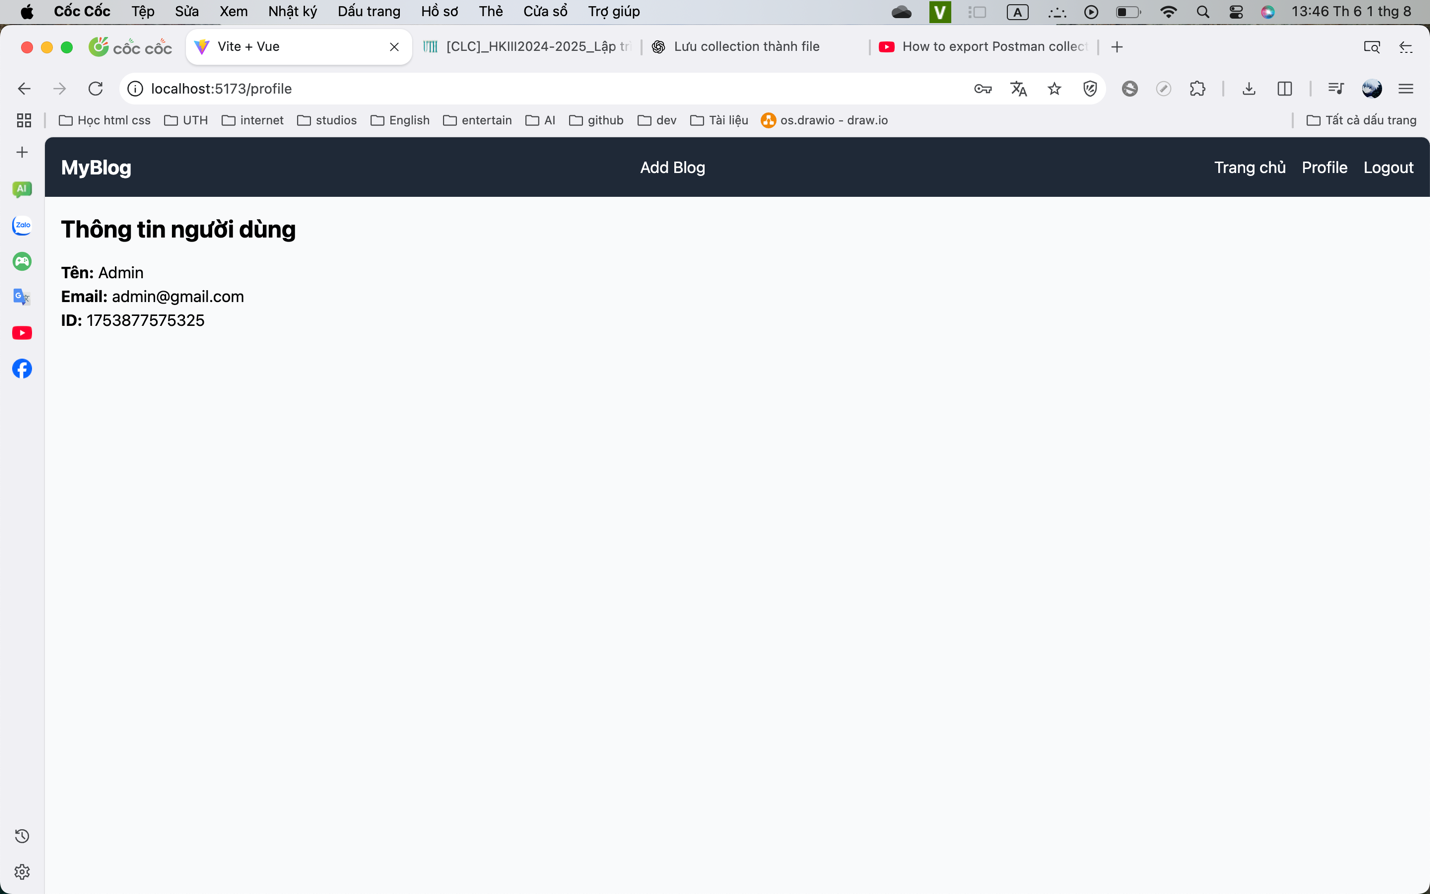 Cốc Cốc Tệp Sửa Xem Nhật ký Dấu trang Hồ sơ Thẻ Cửa sổ Trợ giúp V A 13:46 Th 6 1 thg 8
cốc cốc Vite + Vue [CLC]_HKIII2024-2025_Lập tr Lưu collection thành file How to export Postman collec
localhost:5173/profile
Học html css UTH internet studios English entertain AI github dev Tài liệu os.drawio - draw.io Tất cả dấu trang
MyBlog Add Blog Trang chủ Profile Logout
AI
Zalo
Thông tin người dùng
Tên: Admin
Email: admin@gmail.com
ID: 1753877575325